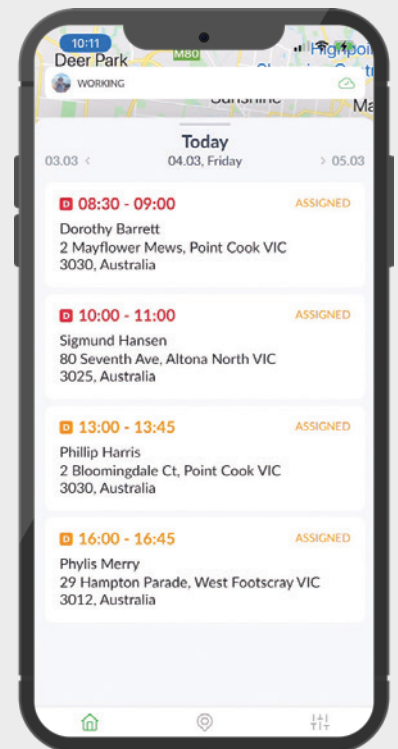 10:11
Deer Park
M80
Highpoi
WORKING
Sunshine
Ma
Today
03.03 < 04.03, Friday > 05.03
D 08:30 - 09:00 ASSIGNED
Dorothy Barrett
2 Mayflower Mews, Point Cook VIC
3030, Australia
D 10:00 - 11:00 ASSIGNED
Sigmund Hansen
80 Seventh Ave, Altona North VIC
3025, Australia
D 13:00 - 13:45 ASSIGNED
Phillip Harris
2 Bloomingdale Ct, Point Cook VIC
3030, Australia
D 16:00 - 16:45 ASSIGNED
Phylis Merry
29 Hampton Parade, West Footscray VIC
3012, Australia